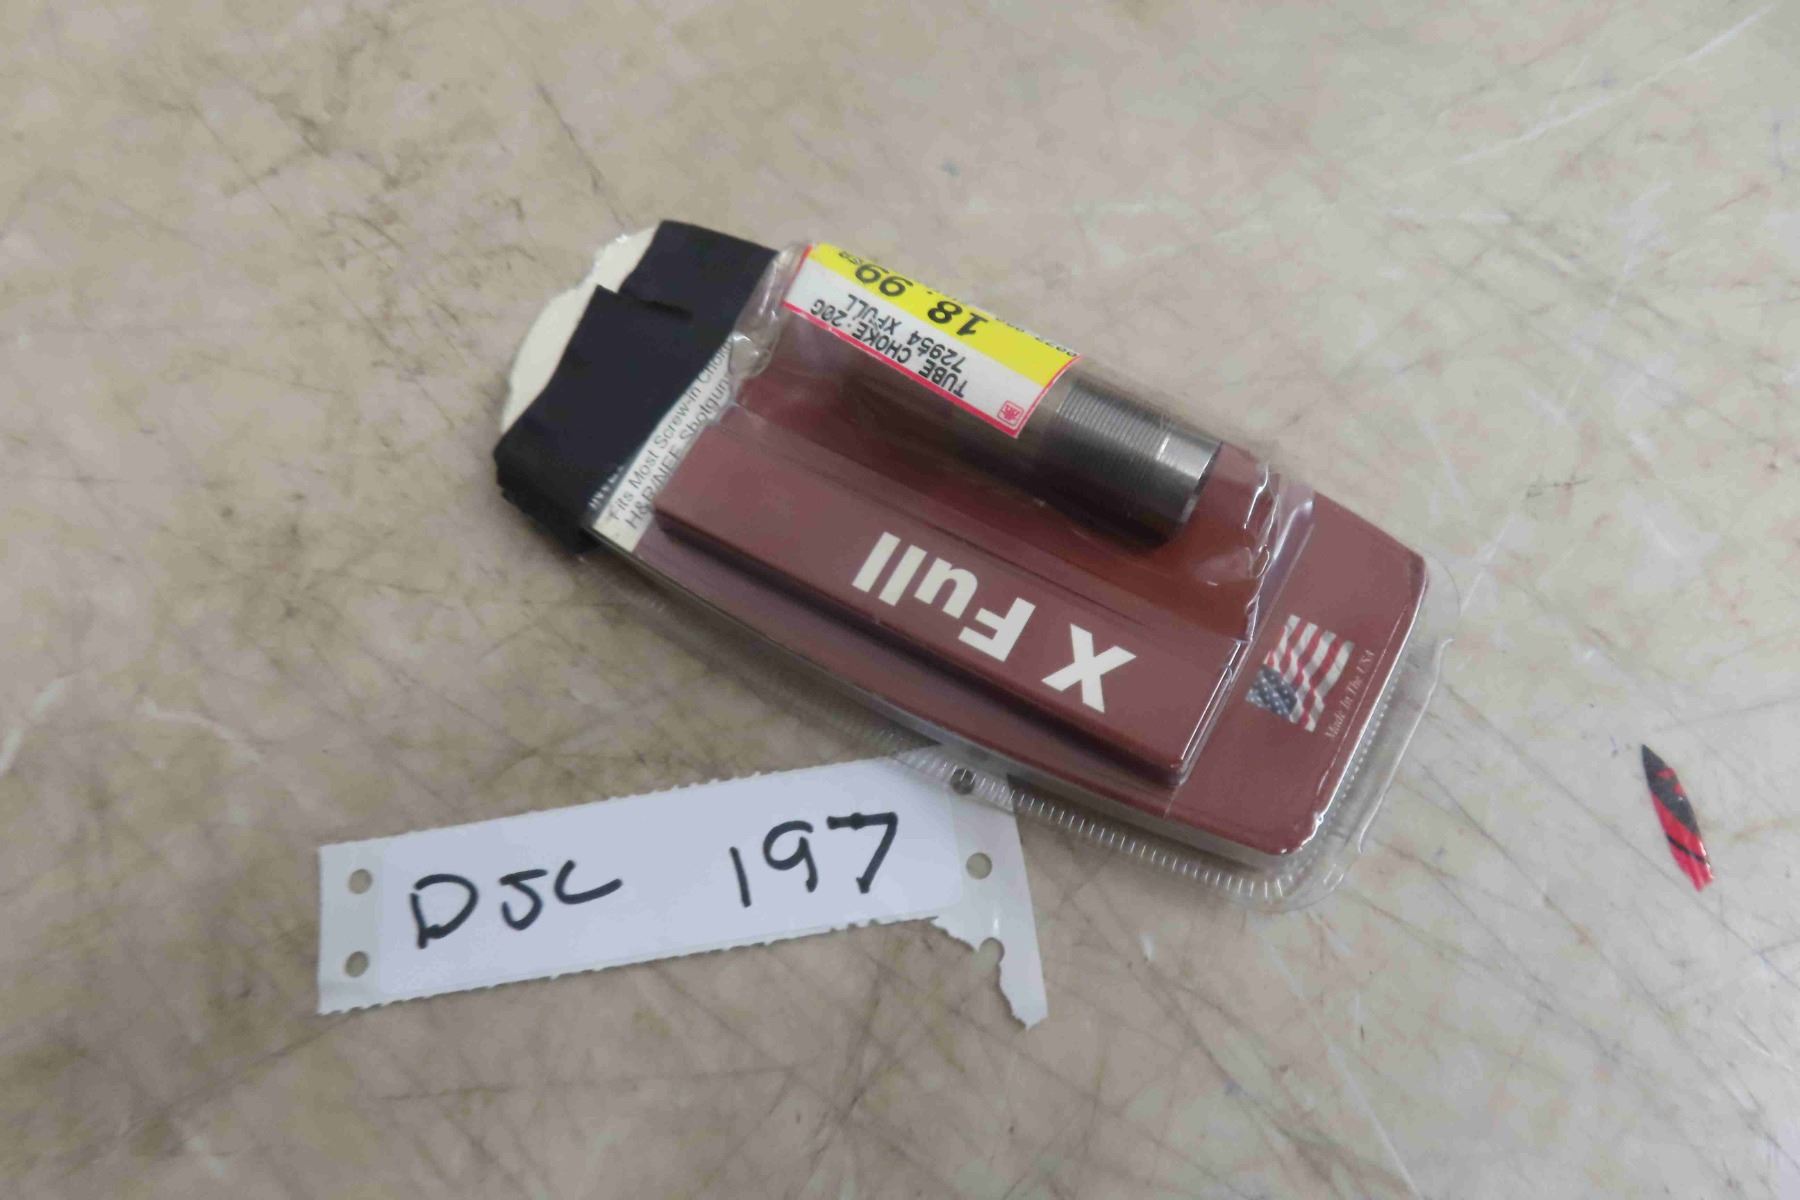 18.99
TUBE, CHOKE, 20G
72954 XFULL
Fits Most Screw-in
H&R/NEF Shotgun
X Full
Made In The USA
DJC 197